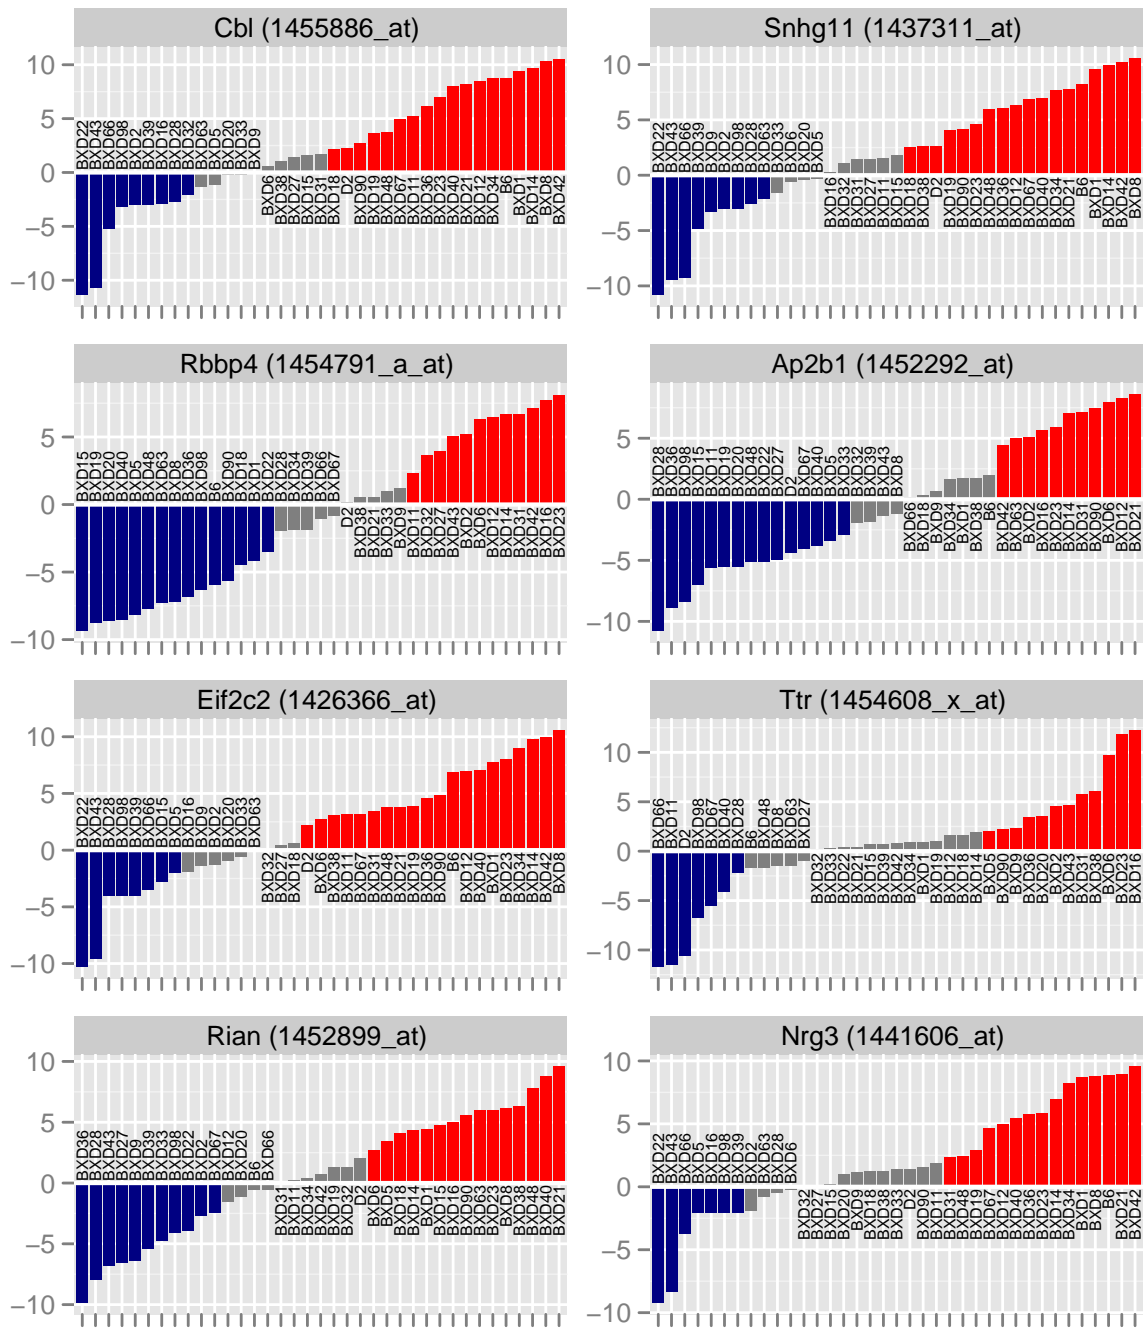 Cbl (1455886_at)
10
5
0
−5
−10
BXD22 BXD43 BXD66 BXD98 BXD2 BXD39 BXD16 BXD28 BXD32 BXD63 BXD5 BXD20 BXD33 BXD9
BXD6 BXD38 BXD27 BXD15 BXD31 BXD18 D2 BXD90 BXD19 BXD48 BXD67 BXD11 BXD36 BXD23 BXD40 BXD21 BXD12 BXD34 B6 BXD1 BXD14 BXD8 BXD42
Snhg11 (1437311_at)
10
5
0
−5
−10
BXD22 BXD43 BXD66 BXD39 BXD9 BXD2 BXD98 BXD28 BXD63 BXD33 BXD6 BXD20 BXD5
BXD16 BXD32 BXD31 BXD27 BXD11 BXD15 BXD18 BXD38 D2 BXD19 BXD90 BXD23 BXD48 BXD36 BXD12 BXD67 BXD40 BXD34 BXD21 B6 BXD1 BXD14 BXD42 BXD8
Rbbp4 (1454791_a_at)
5
0
−5
−10
BXD15 BXD19 BXD20 BXD40 BXD5 BXD48 BXD63 BXD8 BXD36 BXD98 B6 BXD90 BXD18 BXD1 BXD22 BXD28 BXD34 BXD39 BXD66 BXD67
D2 BXD38 BXD21 BXD33 BXD9 BXD11 BXD32 BXD27 BXD43 BXD2 BXD6 BXD12 BXD14 BXD31 BXD42 BXD16 BXD23
Ap2b1 (1452292_at)
5
0
−5
−10
BXD28 BXD36 BXD98 BXD15 BXD11 BXD19 BXD20 BXD48 BXD22 BXD27 D2 BXD67 BXD40 BXD5 BXD33 BXD32 BXD39 BXD43 BXD8
BXD66 BXD18 BXD9 BXD34 BXD1 BXD38 B6 BXD42 BXD63 BXD2 BXD16 BXD23 BXD14 BXD31 BXD90 BXD6 BXD12 BXD21
Eif2c2 (1426366_at)
10
5
0
−5
−10
BXD22 BXD43 BXD28 BXD98 BXD39 BXD66 BXD15 BXD5 BXD16 BXD9 BXD2 BXD20 BXD33 BXD63
BXD32 BXD27 BXD18 D2 BXD6 BXD38 BXD11 BXD67 BXD31 BXD48 BXD21 BXD19 BXD36 BXD90 B6 BXD12 BXD40 BXD1 BXD23 BXD34 BXD14 BXD42 BXD8
Ttr (1454608_x_at)
10
5
0
−5
−10
BXD66 BXD11 D2 BXD98 BXD67 BXD40 BXD28 B6 BXD48 BXD8 BXD63 BXD27
BXD32 BXD33 BXD22 BXD21 BXD15 BXD39 BXD42 BXD34 BXD1 BXD19 BXD12 BXD18 BXD14 BXD5 BXD90 BXD9 BXD36 BXD20 BXD2 BXD43 BXD31 BXD38 BXD6 BXD23 BXD16
Rian (1452899_at)
10
5
0
−5
−10
BXD36 BXD28 BXD43 BXD27 BXD9 BXD39 BXD33 BXD98 BXD22 BXD2 BXD67 BXD12 BXD20 B6 BXD66
BXD31 BXD11 BXD34 BXD42 BXD19 BXD32 D2 BXD6 BXD5 BXD18 BXD14 BXD1 BXD15 BXD16 BXD90 BXD63 BXD23 BXD8 BXD38 BXD48 BXD40 BXD21
Nrg3 (1441606_at)
10
5
0
−5
−10
BXD22 BXD43 BXD66 BXD5 BXD16 BXD98 BXD39 BXD2 BXD63 BXD28 BXD6
BXD32 BXD27 BXD15 BXD20 BXD9 BXD18 BXD38 BXD33 D2 BXD90 BXD11 BXD31 BXD48 BXD19 BXD67 BXD12 BXD40 BXD36 BXD23 BXD14 BXD34 BXD1 BXD8 B6 BXD21 BXD42